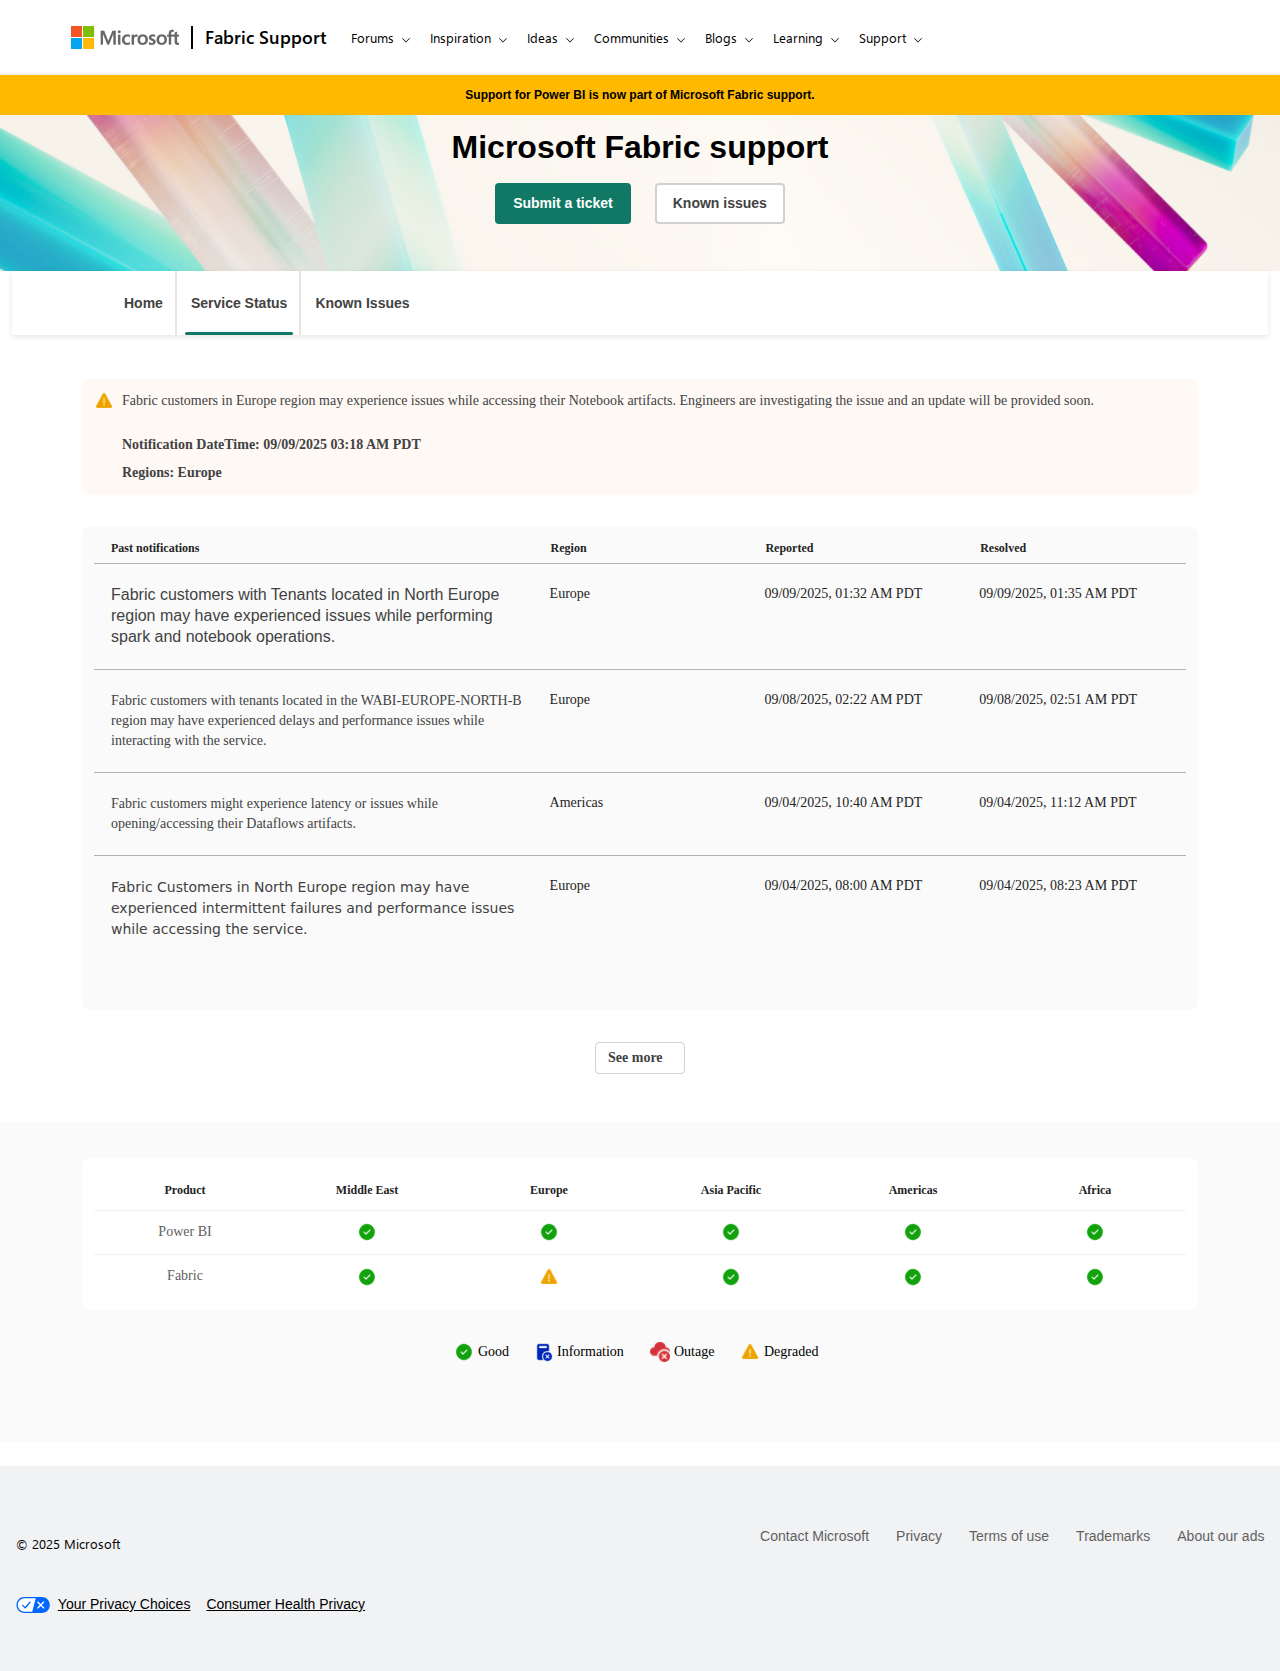 Microsoft Fabric Support Forums Inspiration Ideas Communities Blogs Learning Support
Support for Power BI is now part of Microsoft Fabric support.
Microsoft Fabric support
Submit a ticket Known issues
Home Service Status Known Issues
Fabric customers in Europe region may experience issues while accessing their Notebook artifacts. Engineers are investigating the issue and an update will be provided soon.
Notification DateTime: 09/09/2025 03:18 AM PDT
Regions: Europe
Past notifications Region Reported Resolved
Fabric customers with Tenants located in North Europe Europe 09/09/2025, 01:32 AM PDT 09/09/2025, 01:35 AM PDT
region may have experienced issues while performing
spark and notebook operations.
Fabric customers with tenants located in the WABI-EUROPE-NORTH-B Europe 09/08/2025, 02:22 AM PDT 09/08/2025, 02:51 AM PDT
region may have experienced delays and performance issues while
interacting with the service.
Fabric customers might experience latency or issues while Americas 09/04/2025, 10:40 AM PDT 09/04/2025, 11:12 AM PDT
opening/accessing their Dataflows artifacts.
Fabric Customers in North Europe region may have Europe 09/04/2025, 08:00 AM PDT 09/04/2025, 08:23 AM PDT
experienced intermittent failures and performance issues
while accessing the service.
See more
Product Middle East Europe Asia Pacific Americas Africa
Power BI
Fabric
Good Information Outage Degraded
Contact Microsoft Privacy Terms of use Trademarks About our ads
© 2025 Microsoft
Your Privacy Choices Consumer Health Privacy